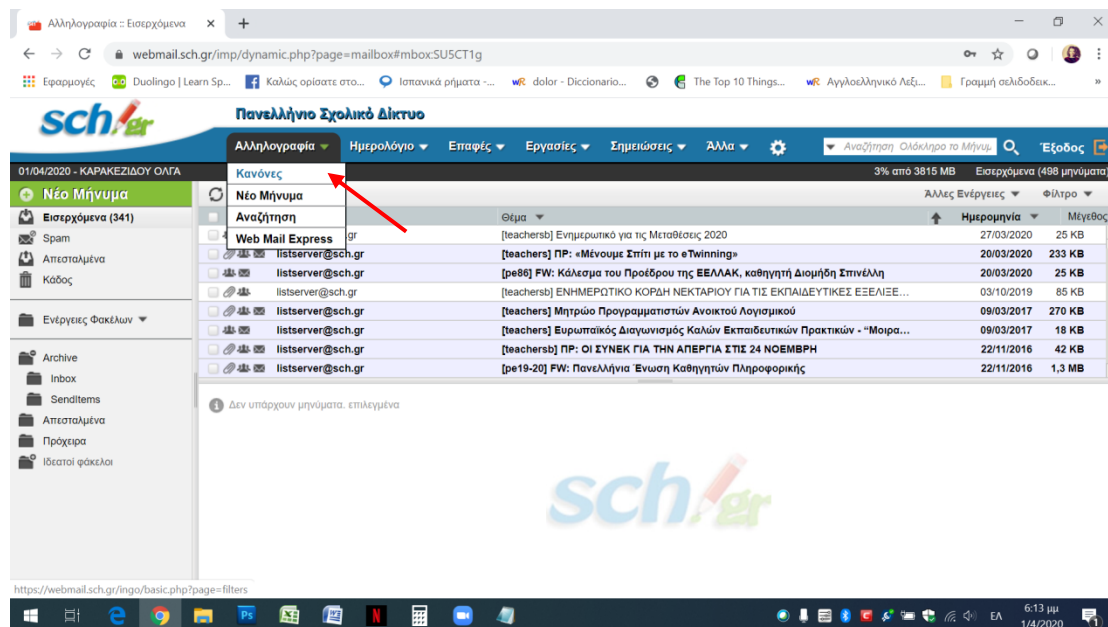 Αλληλογραφία :: Εισερχόμενα
webmail.sch.gr/imp/dynamic.php?page=mailbox#mbox:SU5CT1g
Εφαρμογές Duolingo | Learn Sp... Καλώς ορίσατε στο... Ισπανικά ρήματα -... dolor - Diccionario... The Top 10 Things... Αγγλοελληνικό Λεξι... Γραμμή σελιδοδεικ... »
sch.gr Πανελλήνιο Σχολικό Δίκτυο
Αλληλογραφία Ημερολόγιο Επαφές Εργασίες Σημειώσεις Άλλα Αναζήτηση Ολόκληρο το Μήνυμ Έξοδος
01/04/2020 - ΚΑΡΑΚΕΖΙΔΟΥ ΟΛΓΑ 3% από 3815 MB Εισερχόμενα (498 μηνύματα)
Κανόνες
Νέο Μήνυμα
Αναζήτηση
Web Mail Express
Νέο Μήνυμα
Άλλες Ενέργειες Φίλτρο
Εισερχόμενα (341)
Spam
Απεσταλμένα
Κάδος
Ενέργειες Φακέλων
Archive
Inbox
SendItems
Απεσταλμένα
Πρόχειρα
Ιδεατοί φάκελοι
Θέμα Ημερομηνία Μέγεθος
.gr [teachersb] Ενημερωτικό για τις Μεταθέσεις 2020 27/03/2020 25 KB
listserver@sch.gr [teachers] ΠΡ: «Μένουμε Σπίτι με το eTwinning» 20/03/2020 233 KB
listserver@sch.gr [pe86] FW: Κάλεσμα του Προέδρου της ΕΕΛΛΑΚ, καθηγητή Διομήδη Σπινέλλη 20/03/2020 25 KB
listserver@sch.gr [teachersb] ΕΝΗΜΕΡΩΤΙΚΟ ΚΟΡΔΗ ΝΕΚΤΑΡΙΟΥ ΓΙΑ ΤΙΣ ΕΚΠΑΙΔΕΥΤΙΚΕΣ ΕΞΕΛΙΞΕ... 03/10/2019 85 KB
listserver@sch.gr [teachers] Μητρώο Προγραμματιστών Ανοικτού Λογισμικού 09/03/2017 270 KB
listserver@sch.gr [teachers] Ευρωπαϊκός Διαγωνισμός Καλών Εκπαιδευτικών Πρακτικών - “Μοιρα... 09/03/2017 18 KB
listserver@sch.gr [teachersb] ΠΡ: ΟΙ ΣΥΝΕΚ ΓΙΑ ΤΗΝ ΑΠΕΡΓΙΑ ΣΤΙΣ 24 ΝΟΕΜΒΡΗ 22/11/2016 42 KB
listserver@sch.gr [pe19-20] FW: Πανελλήνια Ένωση Καθηγητών Πληροφορικής 22/11/2016 1,3 MB
Δεν υπάρχουν μηνύματα. επιλεγμένα
sch.gr
https://webmail.sch.gr/ingo/basic.php?page=filters
Ps N ΕΛ 6:13 μμ
1/4/2020